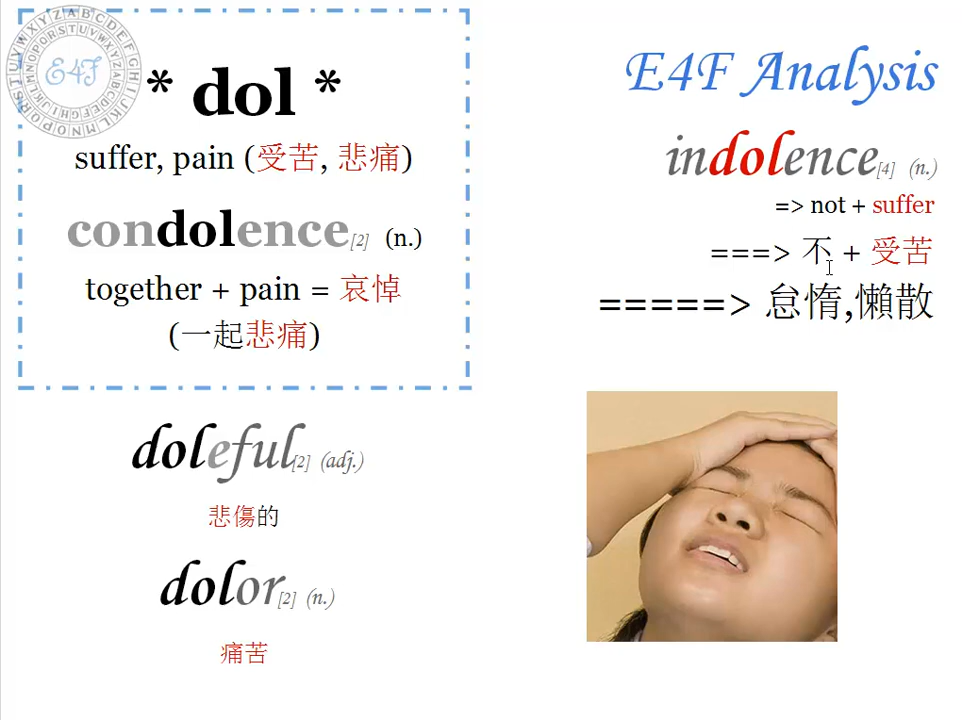 E4F
* dol *
suffer, pain (受苦, 悲痛)
condolence[2] (n.)
together + pain = 哀悼
(一起悲痛)
doleful[2] (adj.)
悲傷的
dolor[2] (n.)
痛苦
E4F Analysis
indolence[4] (n.)
=> not + suffer
===> 不 + 受苦
=====> 怠惰,懶散